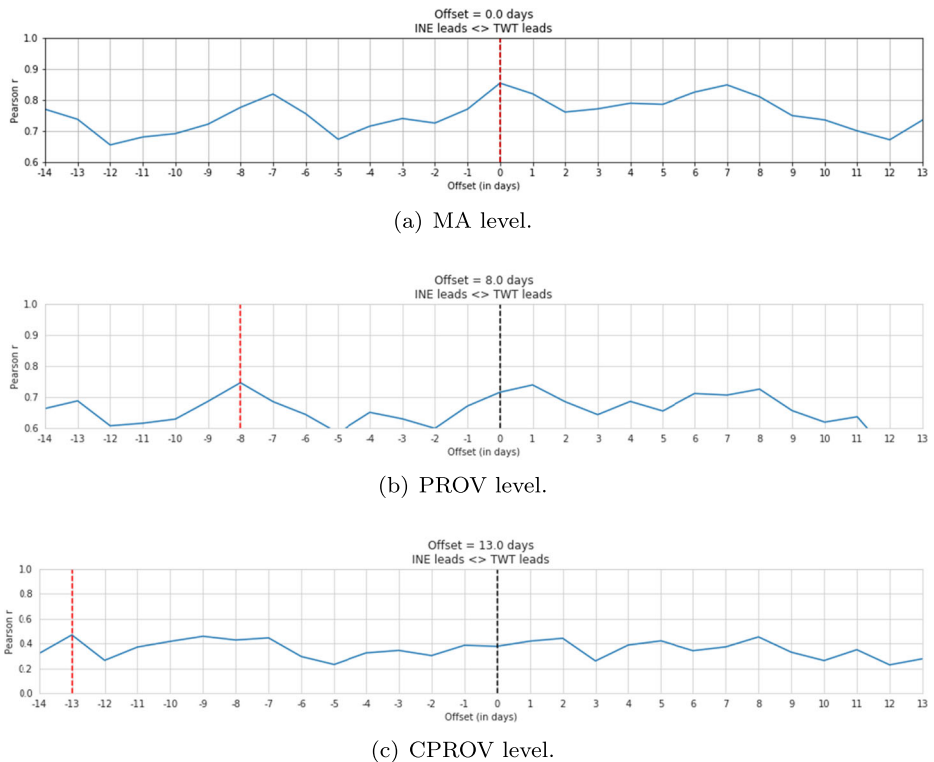 Offset = 0.0 days
INE leads <> TWT leads
1.0
0.9
0.8
0.7
0.6
Pearson r
-14 -13 -12 -11 -10 -9 -8 -7 -6 -5 -4 -3 -2 -1 0 1 2 3 4 5 6 7 8 9 10 11 12 13
Offset (in days)
(a) MA level.
Offset = 8.0 days
INE leads <> TWT leads
1.0
0.9
0.8
0.7
0.6
Pearson r
-14 -13 -12 -11 -10 -9 -8 -7 -6 -5 -4 -3 -2 -1 0 1 2 3 4 5 6 7 8 9 10 11 12 13
Offset (in days)
(b) PROV level.
Offset = 13.0 days
INE leads <> TWT leads
1.0
0.8
0.6
0.4
0.2
0.0
Pearson r
-14 -13 -12 -11 -10 -9 -8 -7 -6 -5 -4 -3 -2 -1 0 1 2 3 4 5 6 7 8 9 10 11 12 13
Offset (in days)
(c) CPROV level.